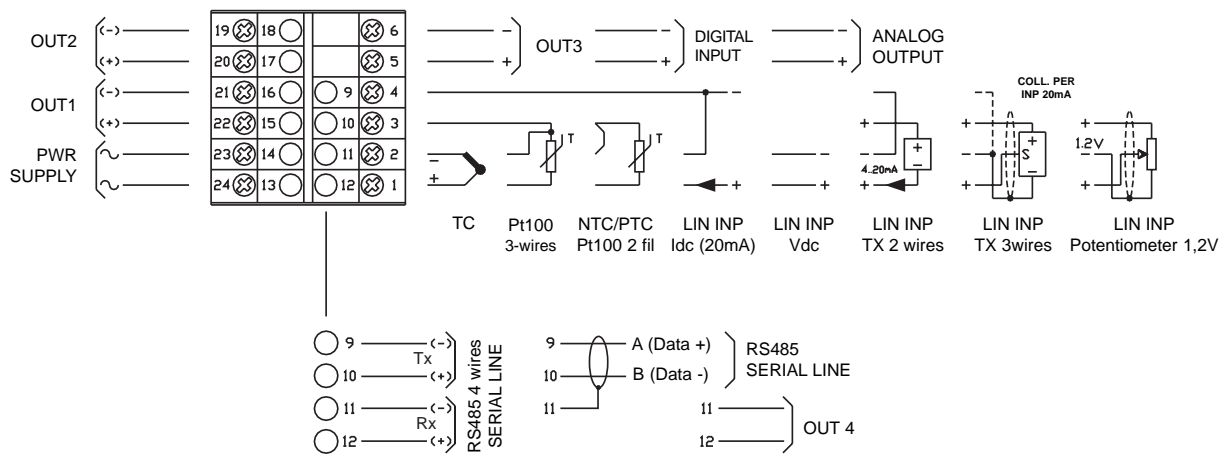 OUT2 (-) 19 18 6 - OUT3 - DIGITAL INPUT - ANALOG OUTPUT
(+) 20 17 5 + + +
OUT1 (-) 21 16 9 4
(+) 22 15 10 3
PWR SUPPLY 23 14 11 2
24 13 12 1
COLL. PER
INP 20mA
- +
T T
- -
+ +
4..20mA
+ - S
+ + + +
1.2V
+ +
TC
Pt100
3-wires
NTC/PTC
Pt100 2 fil
LIN INP
Idc (20mA)
LIN INP
Vdc
LIN INP
TX 2 wires
LIN INP
TX 3wires
LIN INP
Potentiometer 1,2V
9 (-)
Tx
10 (+)
11 (-)
Rx
12 (+)
RS485 4 wires
SERIAL LINE
9 A (Data +)
10 B (Data -)
11
RS485
SERIAL LINE
11
12
OUT 4